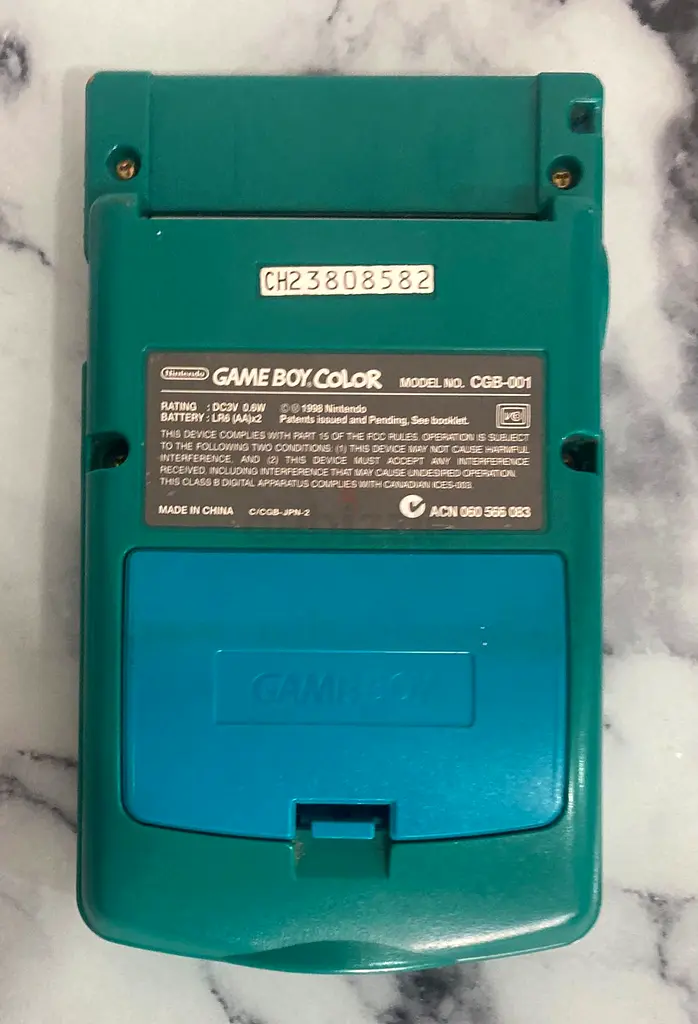 CH23808582
Nintendo GAME BOY COLOR MODEL NO. CGB-001
RATING : DC3V 0.6W ©℗ 1998 Nintendo
BATTERY : LR6 (AA)x2 Patents issued and Pending, See booklet.
THIS DEVICE COMPLIES WITH PART 15 OF THE FCC RULES. OPERATION IS SUBJECT
TO THE FOLLOWING TWO CONDITIONS: (1) THIS DEVICE MAY NOT CAUSE HARMFUL
INTERFERENCE, AND (2) THIS DEVICE MUST ACCEPT ANY INTERFERENCE
RECEIVED, INCLUDING INTERFERENCE THAT MAY CAUSE UNDESIRED OPERATION.
THIS CLASS B DIGITAL APPARATUS COMPLIES WITH CANADIAN ICES-003.
MADE IN CHINA C/CGB-JPN-2 ACN 060 566 083
GAME BOY